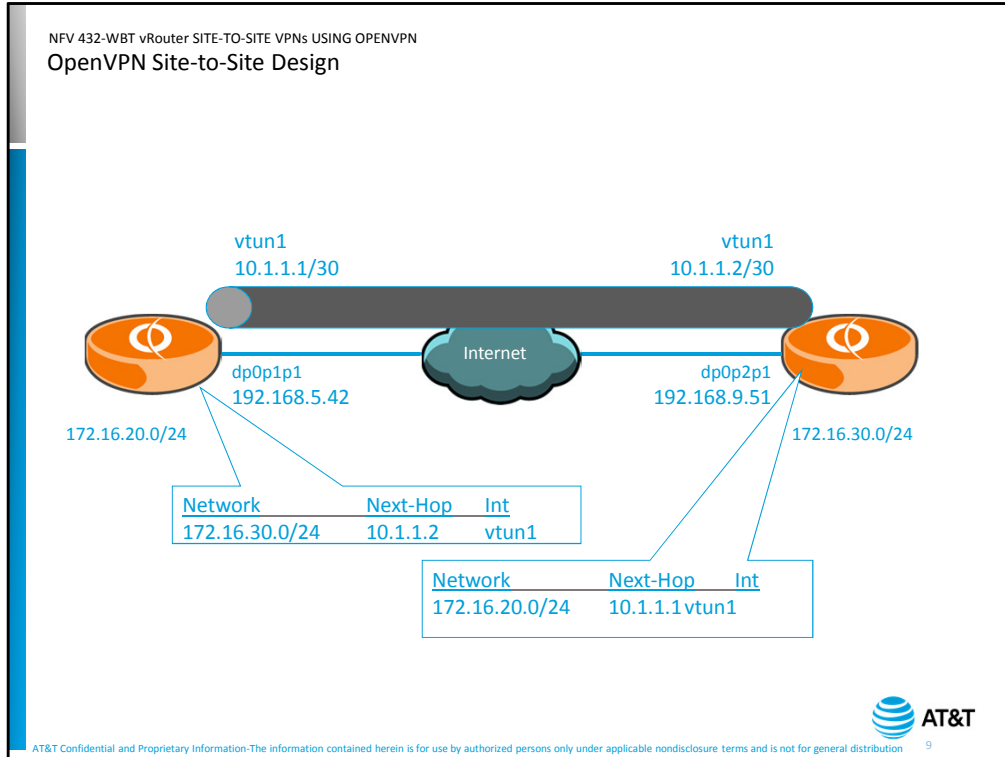 NFV 432-WBT vRouter SITE-TO-SITE VPNs USING OPENVPN
OpenVPN Site-to-Site Design
vtun1
10.1.1.1/30
vtun1
10.1.1.2/30
Internet
dp0p1p1
192.168.5.42
dp0p2p1
192.168.9.51
172.16.20.0/24
172.16.30.0/24
Network Next-Hop Int
172.16.30.0/24 10.1.1.2 vtun1
Network Next-Hop Int
172.16.20.0/24 10.1.1.1 vtun1
AT&T
AT&T Confidential and Proprietary Information-The information contained herein is for use by authorized persons only under applicable nondisclosure terms and is not for general distribution 9